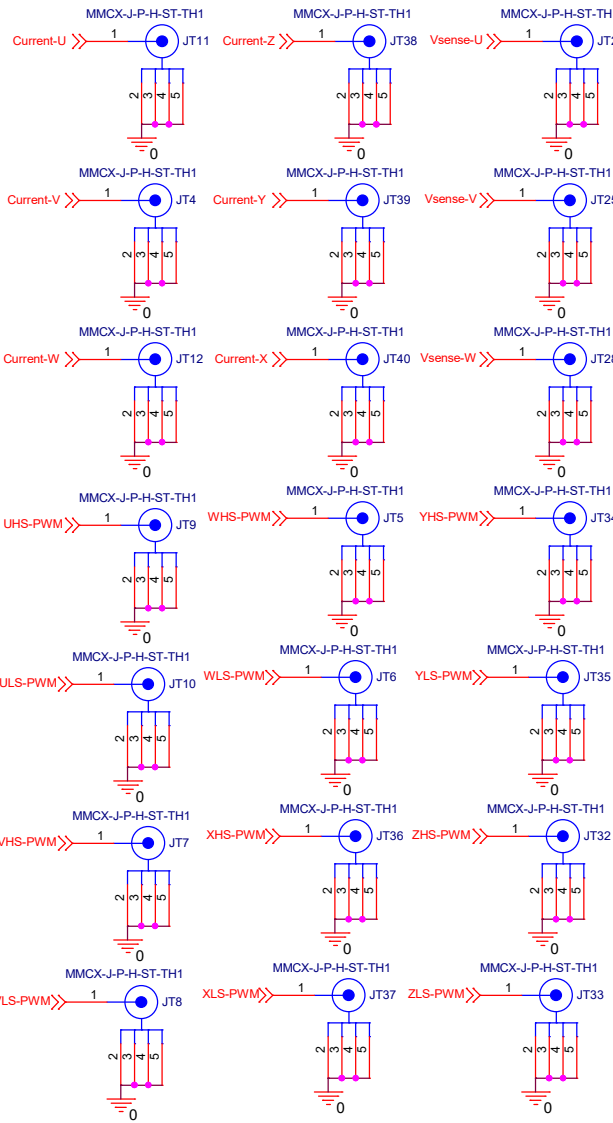 MMCX-J-P-H-ST-TH1 MMCX-J-P-H-ST-TH1 MMCX-J-P-H-ST-TH
Current-U 1 JT11 Current-Z 1 JT38 Vsense-U 1
2 3 4 5 2 3 4 5 2 3 4 5
0 0 0
MMCX-J-P-H-ST-TH1 MMCX-J-P-H-ST-TH1 MMCX-J-P-H-ST-TH1
Current-V 1 JT4 Current-Y 1 JT39 Vsense-V 1 JT25
2 3 4 5 2 3 4 5 2 3 4 5
0 0 0
MMCX-J-P-H-ST-TH1 MMCX-J-P-H-ST-TH1 MMCX-J-P-H-ST-TH1
Current-W 1 JT12 Current-X 1 JT40 Vsense-W 1 JT28
2 3 4 5 2 3 4 5 2 3 4 5
0 0 0
MMCX-J-P-H-ST-TH1 MMCX-J-P-H-ST-TH1 MMCX-J-P-H-ST-TH1
UHS-PWM 1 JT9 WHS-PWM 1 JT5 YHS-PWM 1 JT34
2 3 4 5 2 3 4 5 2 3 4 5
0 0 0
MMCX-J-P-H-ST-TH1 MMCX-J-P-H-ST-TH1 MMCX-J-P-H-ST-TH1
ULS-PWM 1 JT10 WLS-PWM 1 JT6 YLS-PWM 1 JT35
2 3 4 5 2 3 4 5 2 3 4 5
0 0 0
MMCX-J-P-H-ST-TH1 MMCX-J-P-H-ST-TH1 MMCX-J-P-H-ST-TH1
VHS-PWM 1 JT7 XHS-PWM 1 JT36 ZHS-PWM 1 JT32
2 3 4 5 2 3 4 5 2 3 4 5
0 0 0
MMCX-J-P-H-ST-TH1 MMCX-J-P-H-ST-TH1 MMCX-J-P-H-ST-TH1
VLS-PWM 1 JT8 XLS-PWM 1 JT37 ZLS-PWM 1 JT33
2 3 4 5 2 3 4 5 2 3 4 5
0 0 0